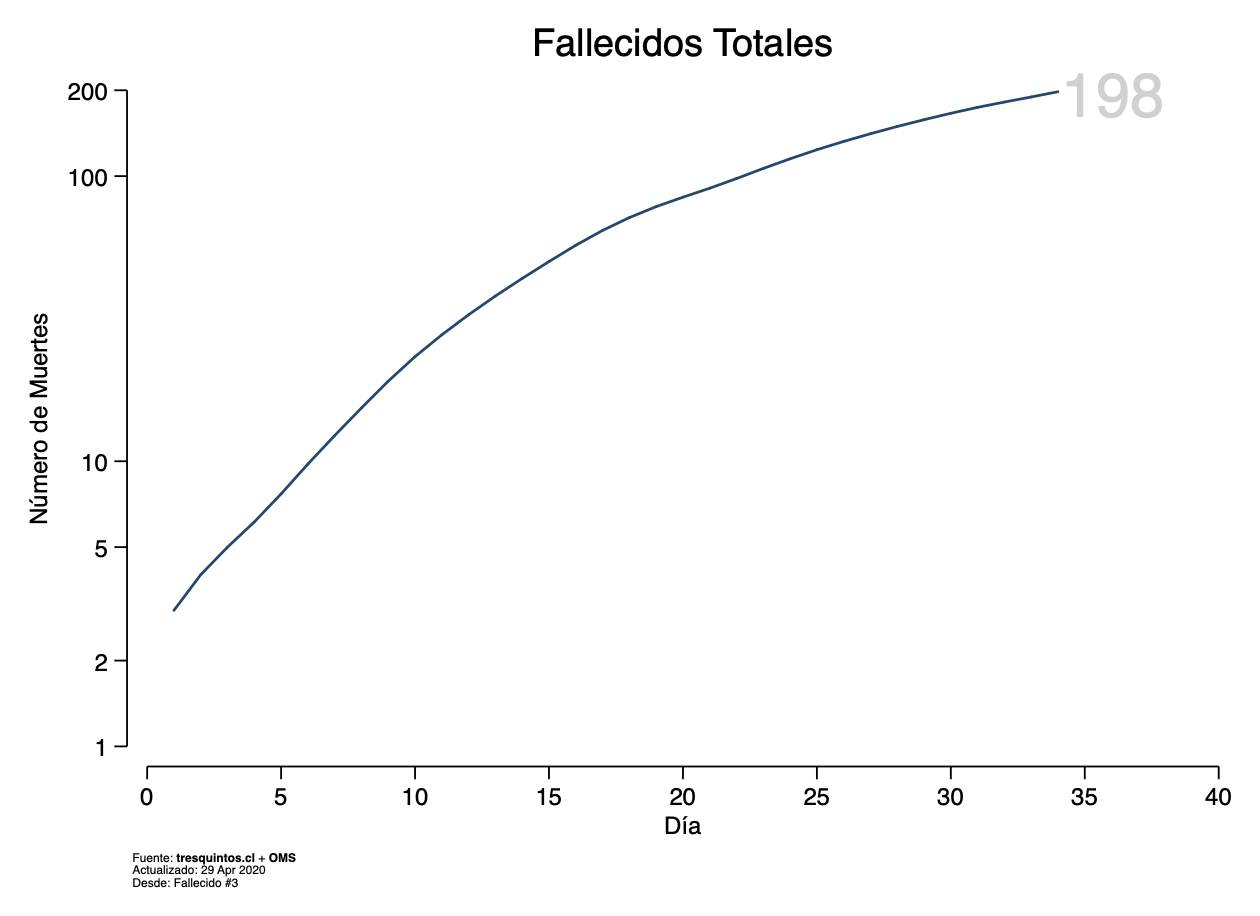 Fallecidos Totales
198
200
100
10
5
2
1
Número de Muertes
0 5 10 15 20 25 30 35 40
Día
Fuente: tresquintos.cl + OMS
Actualizado: 29 Apr 2020
Desde: Fallecido #3